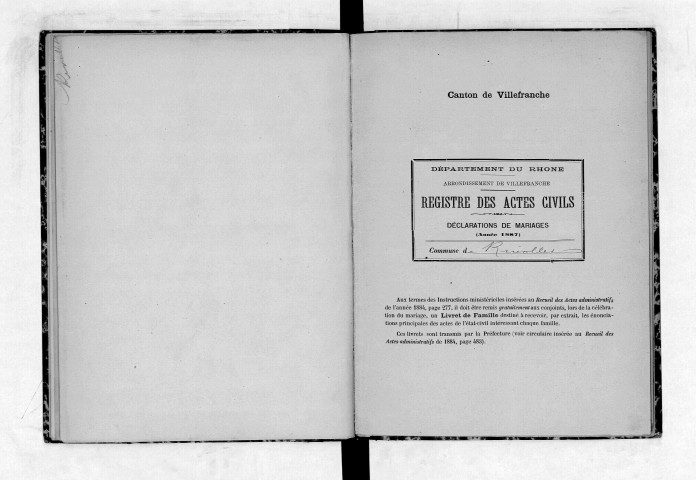 Canton de Villefranche
DÉPARTEMENT DU RHONE
ARRONDISSEMENT DE VILLEFRANCHE
REGISTRE DES ACTES CIVILS
DÉCLARATIONS DE MARIAGES
(Année 1887)
Commune de Rivolles
Aux termes des Instructions ministérielles insérées au Recueil des Actes administratifs
de l'année 1884, page 277, il doit être remis gratuitement aux conjoints, lors de la célébra-
tion du mariage, un Livret de Famille destiné à recevoir, par extrait, les énoncia-
tions principales des actes de l'état-civil intéressant chaque famille.
Ces livrets sont transmis par la Préfecture (voir circulaire insérée au Recueil des
Actes administratifs de 1884, page 483).